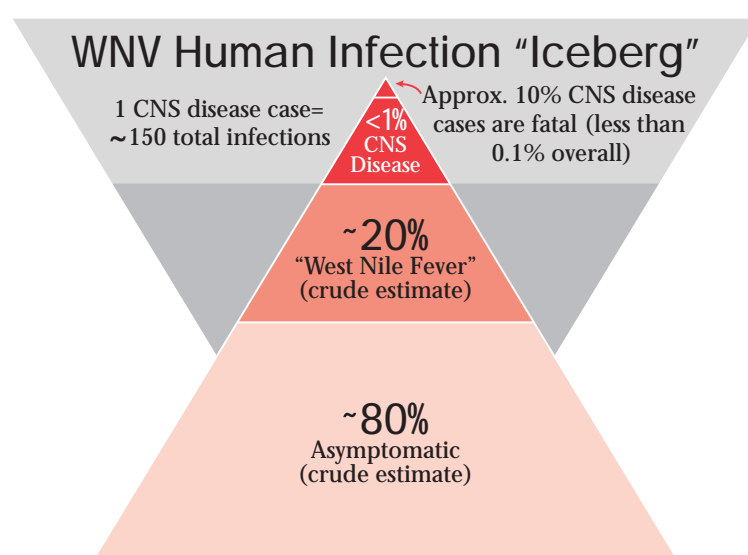 WNV Human Infection “Iceberg”
1 CNS disease case=
~150 total infections
Approx. 10% CNS disease
cases are fatal (less than
0.1% overall)
<1%
CNS
Disease
~20%
“West Nile Fever”
(crude estimate)
~80%
Asymptomatic
(crude estimate)